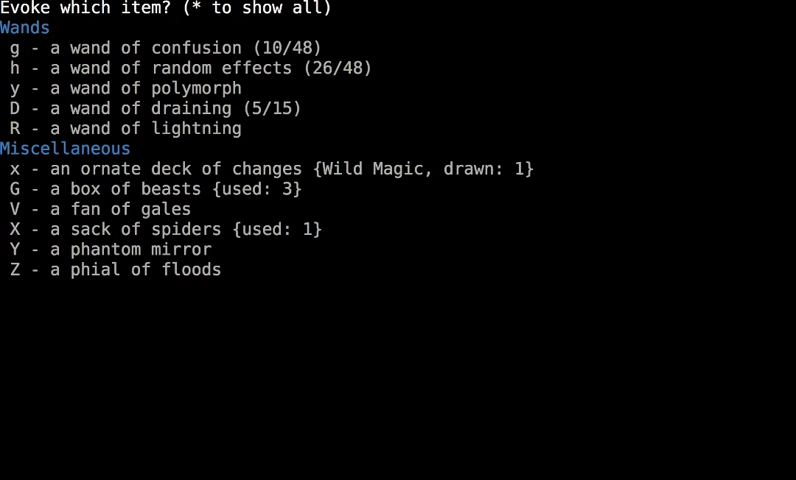 Evoke which item? (* to show all)
Wands
g - a wand of confusion (10/48)
h - a wand of random effects (26/48)
y - a wand of polymorph
D - a wand of draining (5/15)
R - a wand of lightning
Miscellaneous
x - an ornate deck of changes {Wild Magic, drawn: 1}
G - a box of beasts {used: 3}
V - a fan of gales
X - a sack of spiders {used: 1}
Y - a phantom mirror
Z - a phial of floods